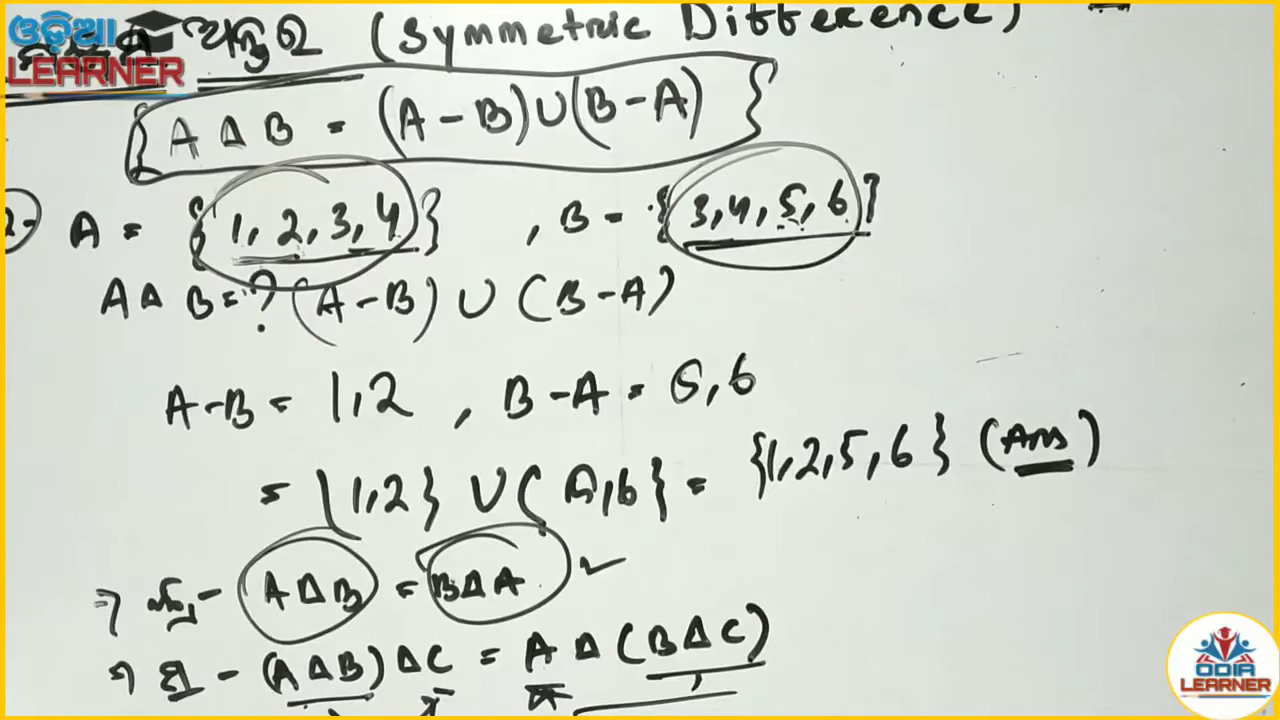 ଓଡ଼ିଆ
LEARNER
ଅନ୍ତର (Symmetric Difference)
{A Δ B = (A - B) ∪ (B - A)}
A = {1, 2, 3, 4} , B = {3, 4, 5, 6}
A Δ B = ? (A - B) ∪ (B - A)
A - B = 1, 2 , B - A = 5, 6
= {1, 2} ∪ { 5, 6} = {1, 2, 5, 6} (Ans)
⇒ A Δ B = B Δ A ✓
⇒ - (A Δ B) Δ C = A Δ (B Δ C)
ODIA
LEARNER